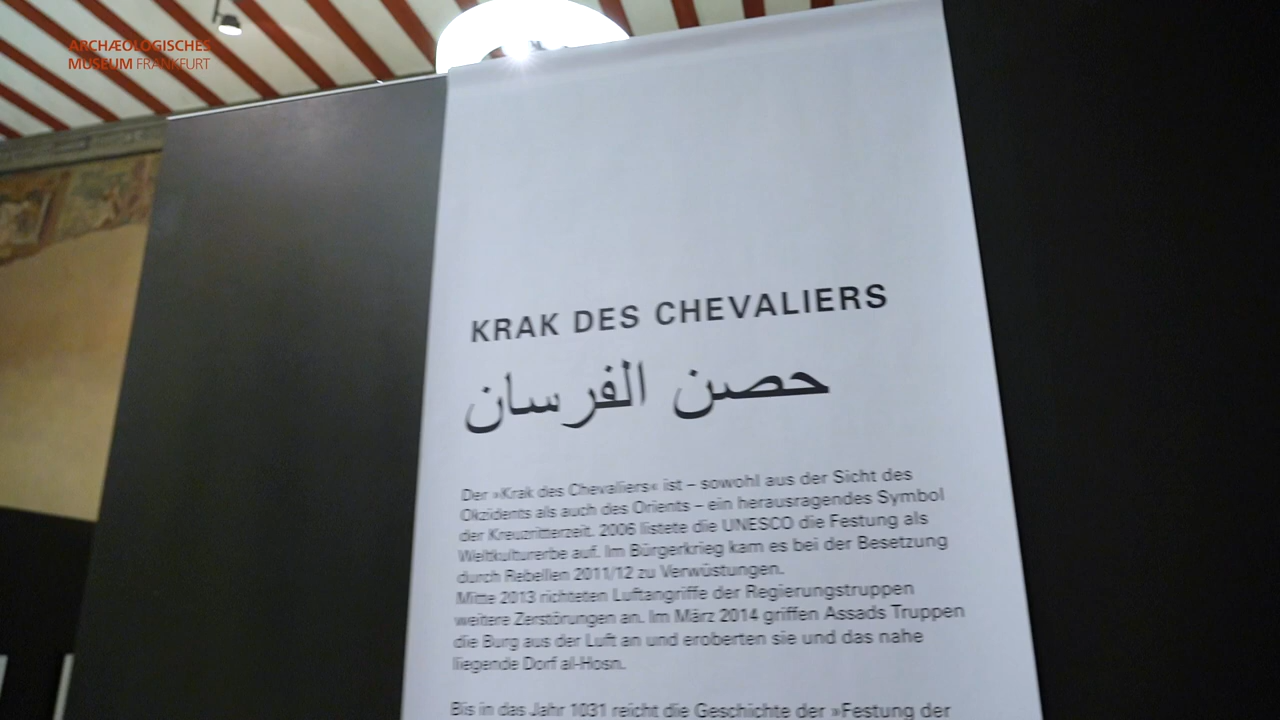 ARCHÆOLOGISCHES
MUSEUM FRANKFURT
KRAK DES CHEVALIERS
حصن الفرسان
Der »Krak des Chevaliers« ist – sowohl aus der Sicht des
Okzidents als auch des Orients – ein herausragendes Symbol
der Kreuzritterzeit. 2006 listete die UNESCO die Festung als
Weltkulturerbe auf. Im Bürgerkrieg kam es bei der Besetzung
durch Rebellen 2011/12 zu Verwüstungen.
Mitte 2013 richteten Luftangriffe der Regierungstruppen
weitere Zerstörungen an. Im März 2014 griffen Assads Truppen
die Burg aus der Luft an und eroberten sie und das nahe
liegende Dorf al-Hosn.
Bis in das Jahr 1031 reicht die Geschichte der »Festung der